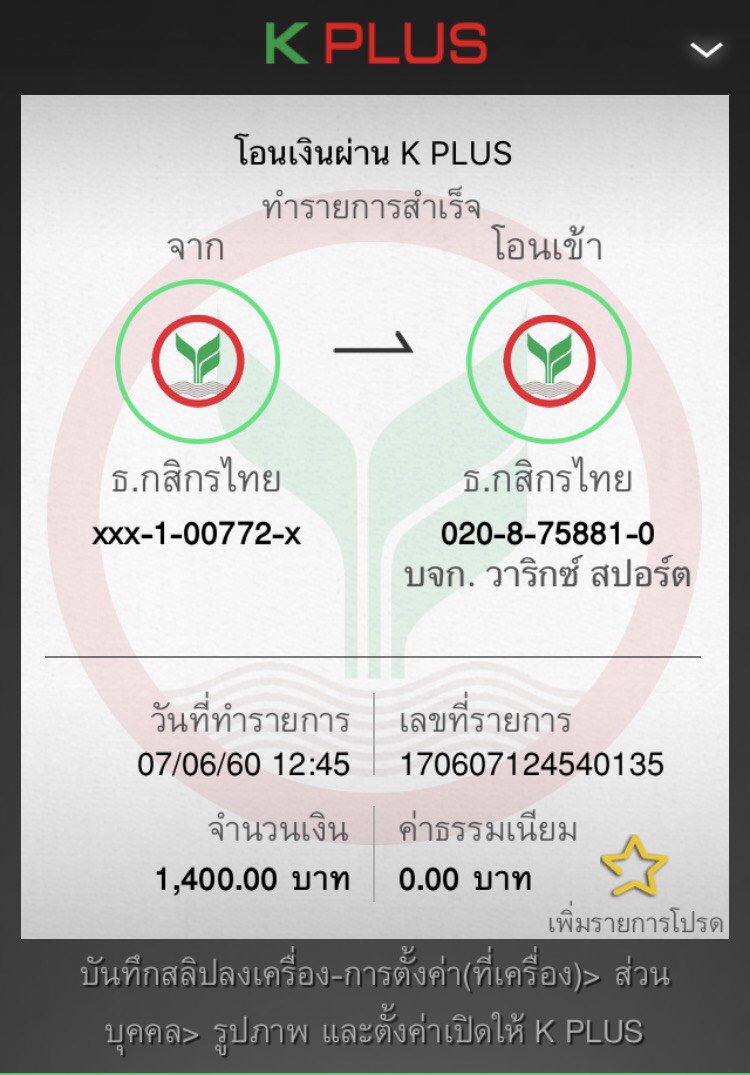 K PLUS
โอนเงินผ่าน K PLUS
ทำรายการสำเร็จ
จาก
โอนเข้า
ธ.กสิกรไทย
ธ.กสิกรไทย
xxx-1-00772-x
020-8-75881-0
บจก. วาริกซ์ สปอร์ต
วันที่ทำรายการ
เลขที่รายการ
07/06/60 12:45
170607124540135
จำนวนเงิน
ค่าธรรมเนียม
1,400.00 บาท
0.00 บาท
เพิ่มรายการโปรด
บันทึกสลิปลงเครื่อง-การตั้งค่า(ที่เครื่อง)> ส่วน
บุคคล> รูปภาพ และตั้งค่าเปิดให้ K PLUS